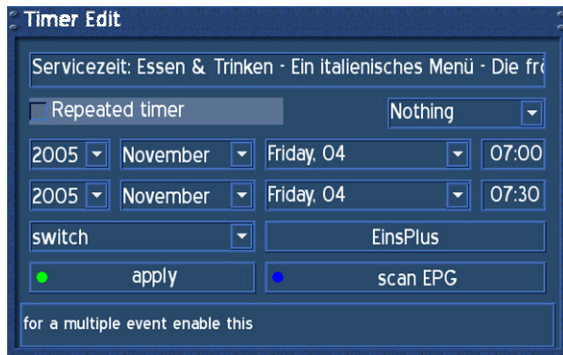 Timer Edit
Servicezeit: Essen & Trinken - Ein italienisches Menü - Die frö
Repeated timer Nothing
2005 November Friday, 04 07:00
2005 November Friday, 04 07:30
switch EinsPlus
apply scan EPG
for a multiple event enable this